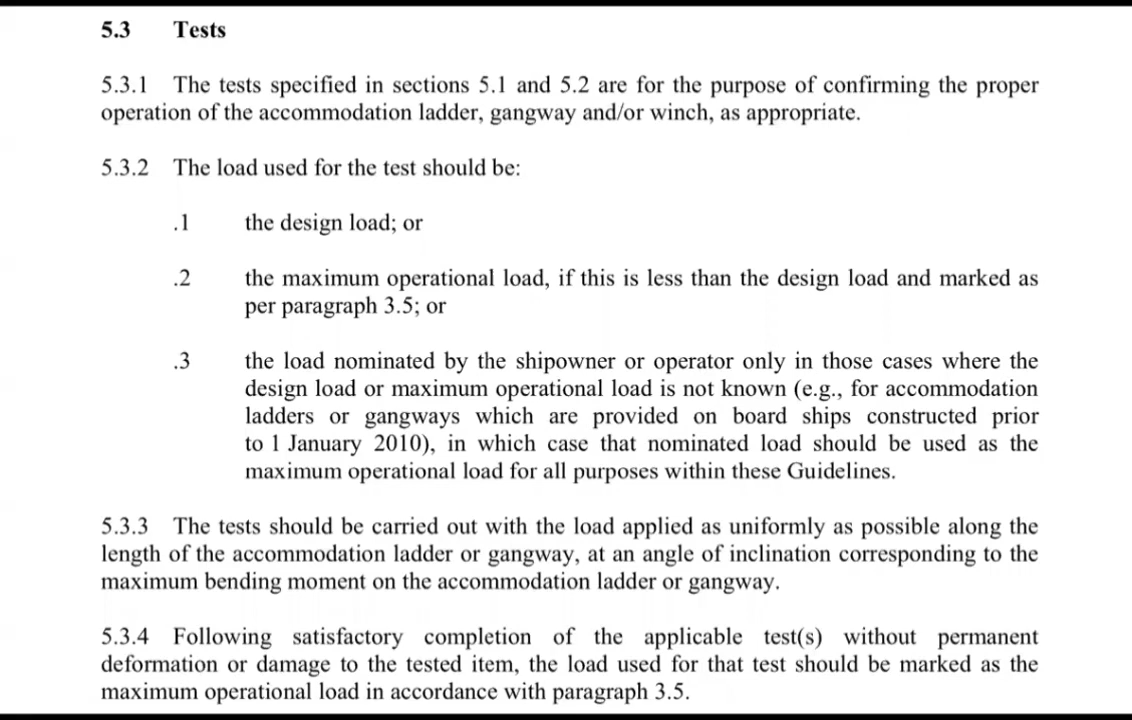 5.3 Tests
5.3.1 The tests specified in sections 5.1 and 5.2 are for the purpose of confirming the proper
operation of the accommodation ladder, gangway and/or winch, as appropriate.
5.3.2 The load used for the test should be:
.1 the design load; or
.2 the maximum operational load, if this is less than the design load and marked as
per paragraph 3.5; or
.3 the load nominated by the shipowner or operator only in those cases where the
design load or maximum operational load is not known (e.g., for accommodation
ladders or gangways which are provided on board ships constructed prior
to 1 January 2010), in which case that nominated load should be used as the
maximum operational load for all purposes within these Guidelines.
5.3.3 The tests should be carried out with the load applied as uniformly as possible along the
length of the accommodation ladder or gangway, at an angle of inclination corresponding to the
maximum bending moment on the accommodation ladder or gangway.
5.3.4 Following satisfactory completion of the applicable test(s) without permanent
deformation or damage to the tested item, the load used for that test should be marked as the
maximum operational load in accordance with paragraph 3.5.